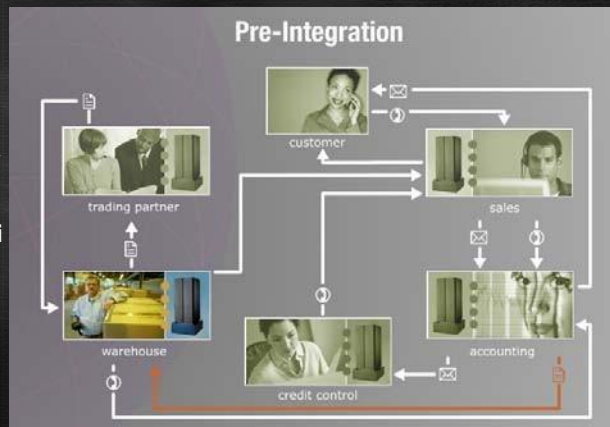 Pre-Integration
customer
trading partner
sales
warehouse
accounting
credit control